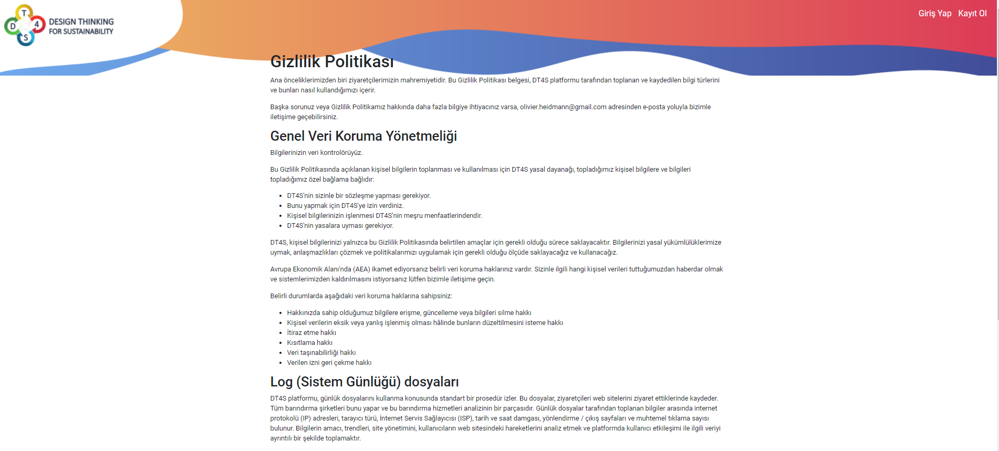 T
D
4
S
DESIGN THINKING
FOR SUSTAINABILITY
Giriş Yap
Kayıt Ol
Gizlilik Politikası
Ana önceliklerimizden biri ziyaretçilerimizin mahremiyetidir. Bu Gizlilik Politikası belgesi, DT4S platformu tarafından toplanan ve kaydedilen bilgi türlerini
ve bunları nasıl kullandığımızı içerir.
Başka sorunuz veya Gizlilik Politikamız hakkında daha fazla bilgiye ihtiyacınız varsa, olivier.heidmann@gmail.com adresinden e-posta yoluyla bizimle
iletişime geçebilirsiniz.
Genel Veri Koruma Yönetmeliği
Bilgilerinizin veri kontrolörüyüz.
Bu Gizlilik Politikasında açıklanan kişisel bilgilerin toplanması ve kullanılması için DT4S yasal dayanağı, topladığımız kişisel bilgilere ve bilgileri
topladığımız özel bağlama bağlıdır:
• DT4S'nin sizinle bir sözleşme yapması gerekiyor.
• Bunu yapmak için DT4S'ye izin verdiniz.
• Kişisel bilgilerinizin işlenmesi DT4S'nin meşru menfaatlerindendir.
• DT4S'nin yasalara uyması gerekiyor.
DT4S, kişisel bilgilerinizi yalnızca bu Gizlilik Politikasında belirtilen amaçlar için gerekli olduğu sürece saklayacaktır. Bilgilerinizi yasal yükümlülüklerimize
uymak, anlaşmazlıkları çözmek ve politikalarımızı uygulamak için gerekli olduğu ölçüde saklayacağız ve kullanacağız.
Avrupa Ekonomik Alanı'nda (AEA) ikamet ediyorsanız belirli veri koruma haklarınız vardır. Sizinle ilgili hangi kişisel verileri tuttuğumuzdan haberdar olmak
ve sistemlerimizden kaldırılmasını istiyorsanız lütfen bizimle iletişime geçin.
Belirli durumlarda aşağıdaki veri koruma haklarına sahipsiniz:
• Hakkınızda sahip olduğumuz bilgilere erişme, güncelleme veya bilgileri silme hakkı
• Kişisel verilerin eksik veya yanlış işlenmiş olması hâlinde bunların düzeltilmesini isteme hakkı
• İtiraz etme hakkı
• Kısıtlama hakkı
• Veri taşınabilirliği hakkı
• Verilen izni geri çekme hakkı
Log (Sistem Günlüğü) dosyaları
DT4S platformu, günlük dosyalarını kullanma konusunda standart bir prosedür izler. Bu dosyalar, ziyaretçileri web sitelerini ziyaret ettiklerinde kaydeder.
Tüm barındırma şirketleri bunu yapar ve bu barındırma hizmetleri analizinin bir parçasıdır. Günlük dosyalar tarafından toplanan bilgiler arasında internet
protokolü (IP) adresleri, tarayıcı türü, İnternet Servis Sağlayıcısı (ISP), tarih ve saat damgası, yönlendirme / çıkış sayfaları ve muhtemel tıklama sayısı
bulunur. Bilgilerin amacı, trendleri, site yönetimini, kullanıcıların web sitesindeki hareketlerini analiz etmek ve platformda kullanıcı etkileşimi ile ilgili veriyi
ayrıntılı bir şekilde toplamaktır.